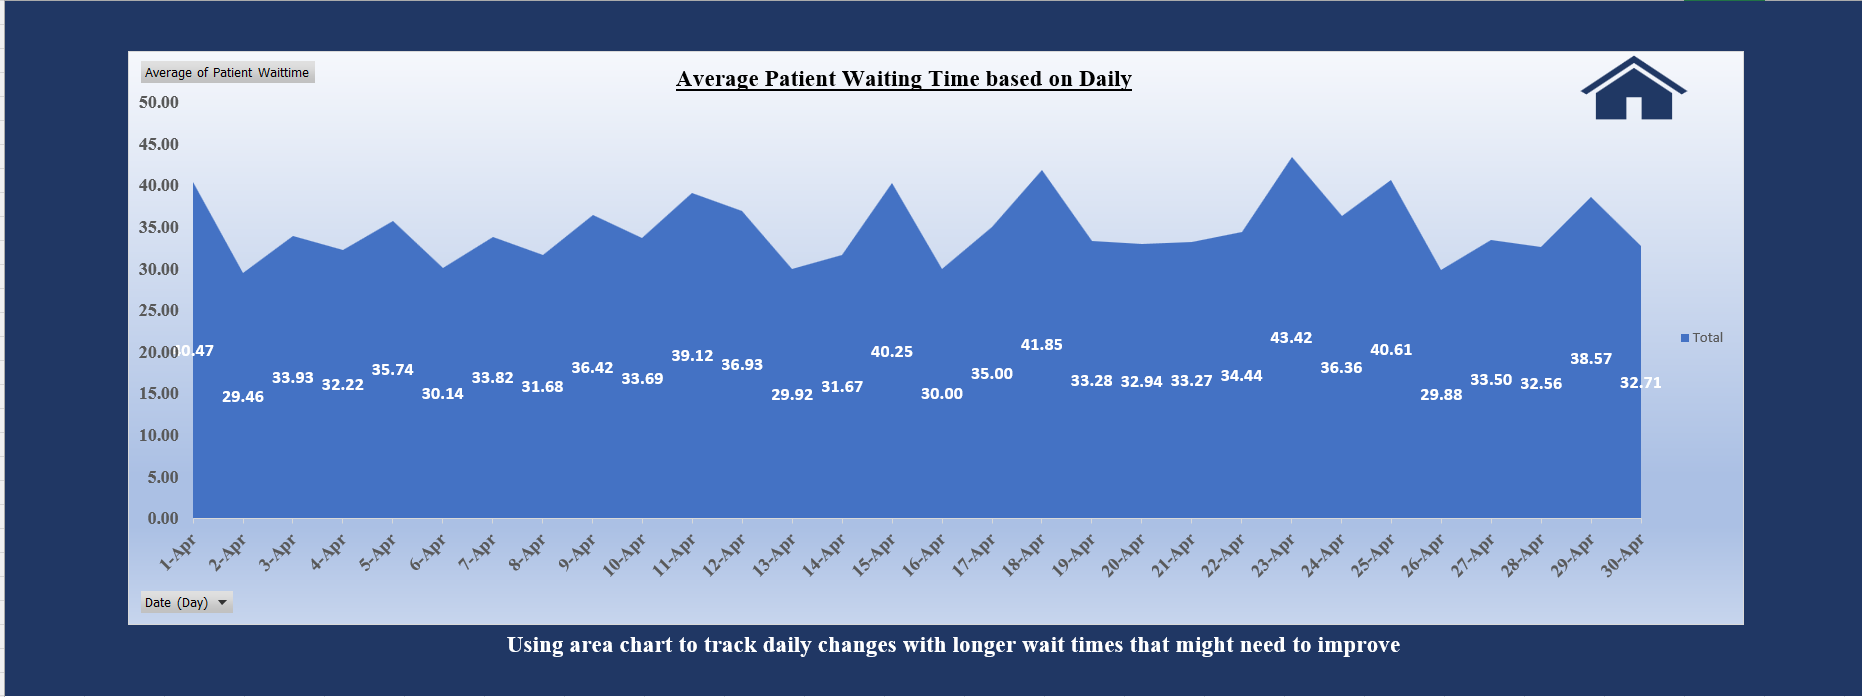 Average of Patient Waittime
Average Patient Waiting Time based on Daily
50.00
45.00
40.00
35.00
30.00
25.00
20.00
15.00
10.00
5.00
0.00
29.46
33.93
32.22
35.74
30.14
33.82
31.68
36.42
33.69
39.12
36.93
29.92
31.67
40.25
30.00
35.00
41.85
33.28
32.94
33.27
34.44
43.42
36.36
40.61
29.88
33.50
32.56
38.57
32.71
Total
1-Apr
2-Apr
3-Apr
4-Apr
5-Apr
6-Apr
7-Apr
8-Apr
9-Apr
10-Apr
11-Apr
12-Apr
13-Apr
14-Apr
15-Apr
16-Apr
17-Apr
18-Apr
19-Apr
20-Apr
21-Apr
22-Apr
23-Apr
24-Apr
25-Apr
26-Apr
27-Apr
28-Apr
29-Apr
30-Apr
Date (Day)
Using area chart to track daily changes with longer wait times that might need to improve